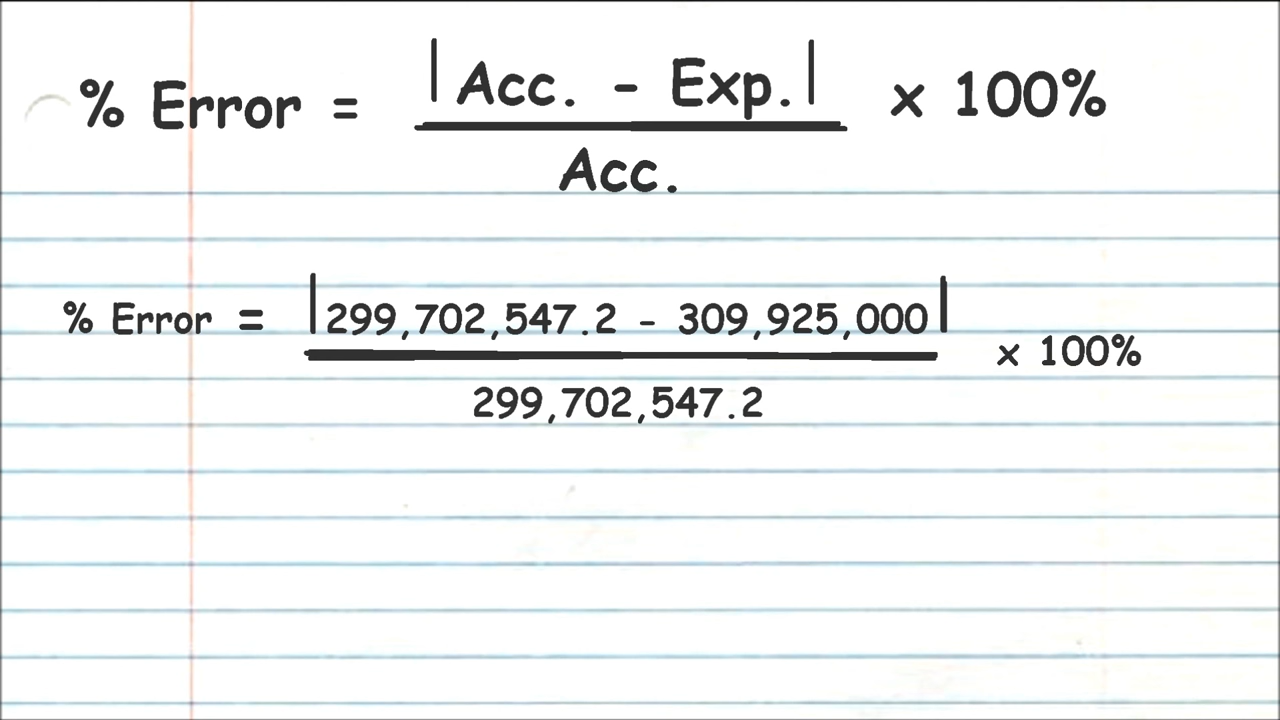 % Error = |Acc. - Exp.| x 100%
Acc.
% Error = |299,702,547.2 - 309,925,000| x 100%
299,702,547.2